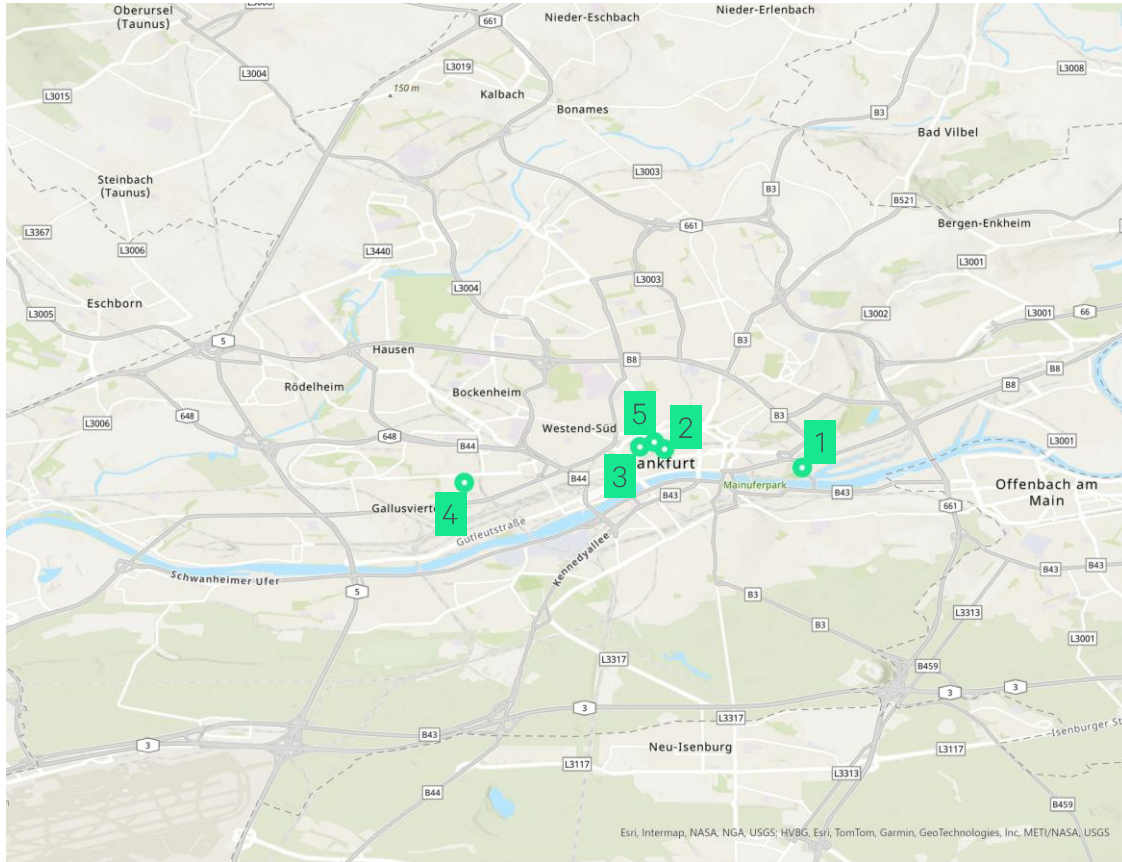 Oberursel
(Taunus)
L3006
661
Nieder-Eschbach
Nieder-Erlenbach
L3004
L3019
L3008
L3015
150 m
Kalbach
Bonames
B3
Bad Vilbel
Steinbach
(Taunus)
L3003
B3
B521
L3367
L3006
661
Bergen-Enkheim
L3440
L3001
L3003
L3004
Eschborn
L3005
L3002
L3001
66
5
B3
Hausen
B8
B8
Rödelheim
Bockenheim
B8
L3006
648
648
Westend-Süd
5
2
B3
1
L3001
B44
3
ankfurt
B44
Mainuferpark
B43
B43
Offenbach am
Main
4
Gallusvierte
661
Gutleutstraße
Kennedyallee
Schwanheimer Ufer
5
B43
B43
B3
L3313
B3
L3001
L3317
B459
3
3
3
L3317
B43
3
Neu-Isenburg
Isenburger St
L3117
L3117
L3313
B44
B459
Esri, Intermap, NASA, NGA, USGS; HVBG, Esri, TomTom, Garmin, GeoTechnologies, Inc, METI/NASA, USGS